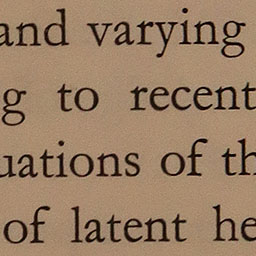 and varying
g to recent
uations of th
of latent he